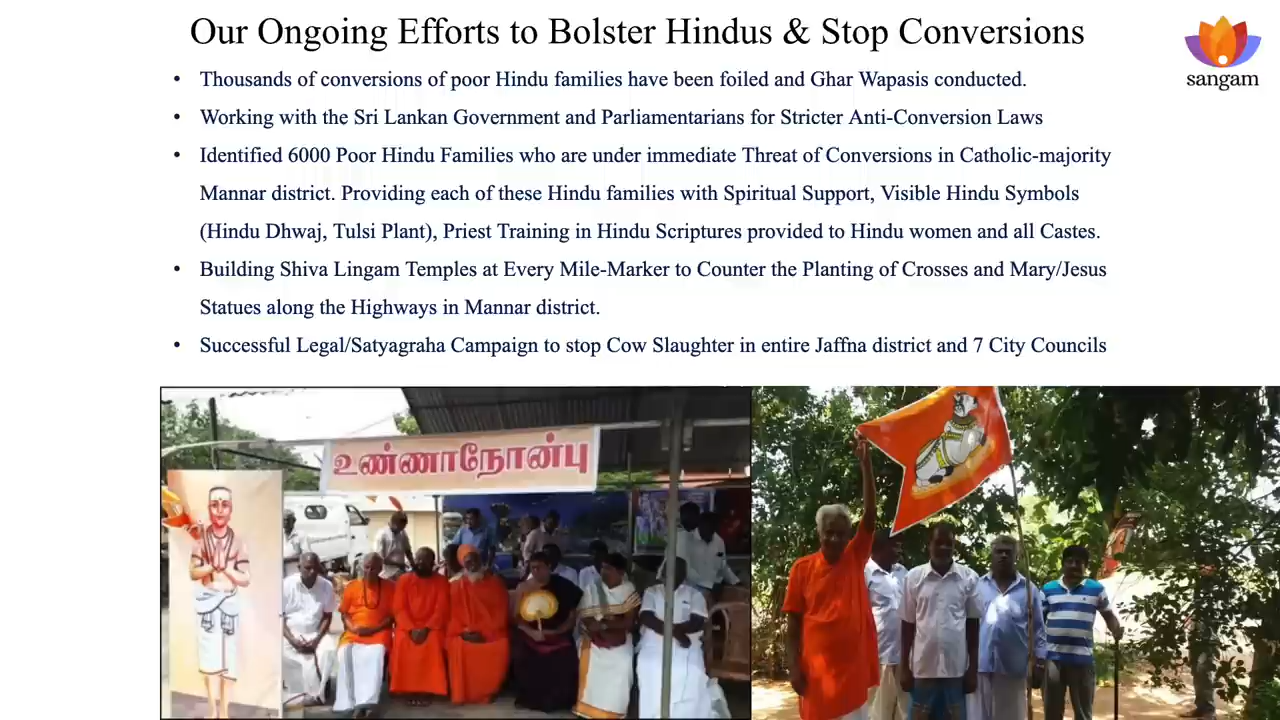 Our Ongoing Efforts to Bolster Hindus & Stop Conversions
sangam
• Thousands of conversions of poor Hindu families have been foiled and Ghar Wapasis conducted.
• Working with the Sri Lankan Government and Parliamentarians for Stricter Anti-Conversion Laws
• Identified 6000 Poor Hindu Families who are under immediate Threat of Conversions in Catholic-majority
Mannar district. Providing each of these Hindu families with Spiritual Support, Visible Hindu Symbols
(Hindu Dhwaj, Tulsi Plant), Priest Training in Hindu Scriptures provided to Hindu women and all Castes.
• Building Shiva Lingam Temples at Every Mile-Marker to Counter the Planting of Crosses and Mary/Jesus
Statues along the Highways in Mannar district.
• Successful Legal/Satyagraha Campaign to stop Cow Slaughter in entire Jaffna district and 7 City Councils
உண்ணாநோன்பு